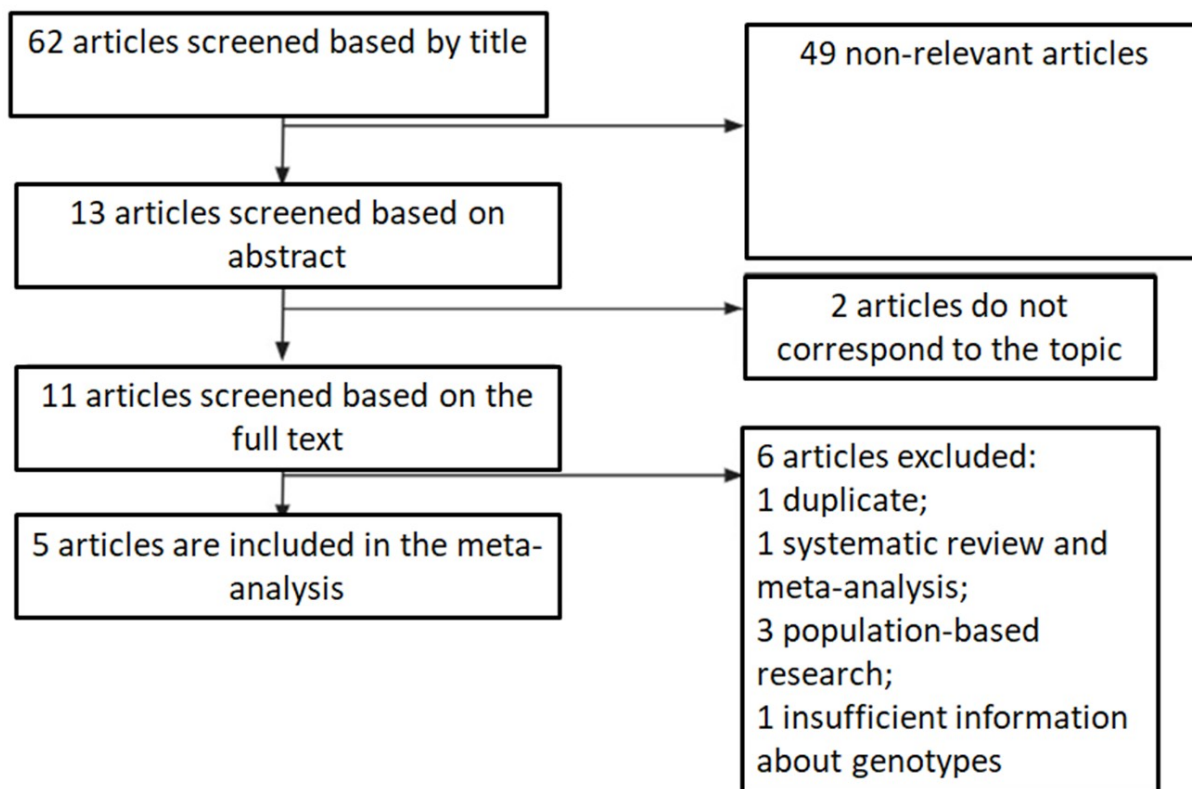 62 articles screened based by title
49 non-relevant articles
13 articles screened based on
abstract
2 articles do not
correspond to the topic
11 articles screened based on the
full text
6 articles excluded:
1 duplicate;
1 systematic review and
meta-analysis;
3 population-based
research;
1 insufficient information
about genotypes
5 articles are included in the meta-
analysis